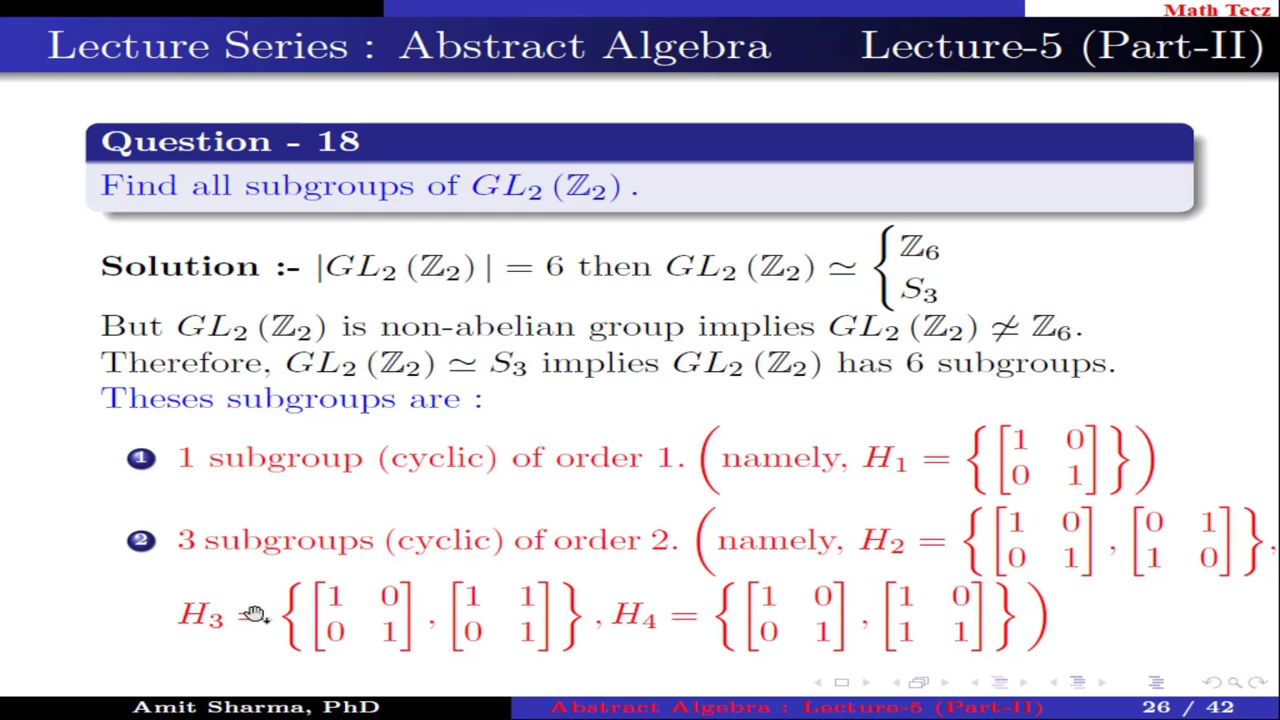 Math Tecz
Lecture Series : Abstract Algebra Lecture-5 (Part-II)
Question - 18
Find all subgroups of GL₂ (ℤ₂) .
Solution :- |GL₂ (ℤ₂) | = 6 then GL₂ (ℤ₂) ≃ { ℤ₆ S₃
But GL₂ (ℤ₂) is non-abelian group implies GL₂ (ℤ₂) ≄ ℤ₆.
Therefore, GL₂ (ℤ₂) ≃ S₃ implies GL₂ (ℤ₂) has 6 subgroups.
Theses subgroups are :
1 1 subgroup (cyclic) of order 1. (namely, H₁ = {[1 0 0 1]})
2 3 subgroups (cyclic) of order 2. (namely, H₂ = {[1 0 0 1] , [0 1 1 0]} ,
H₃ = {[1 0 0 1] , [1 1 0 1]} , H₄ = {[1 0 0 1] , [1 0 1 1]})
Amit Sharma, PhD Abstract Algebra : Lecture-5 (Part-II) 26 / 42